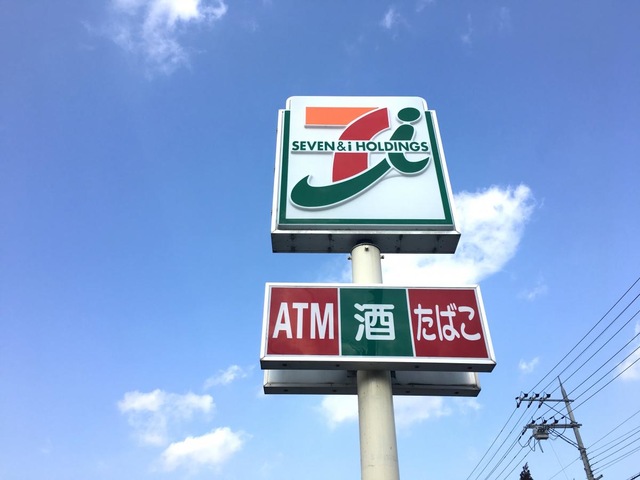 SEVEN&i HOLDINGS
ATM 酒 たばこ